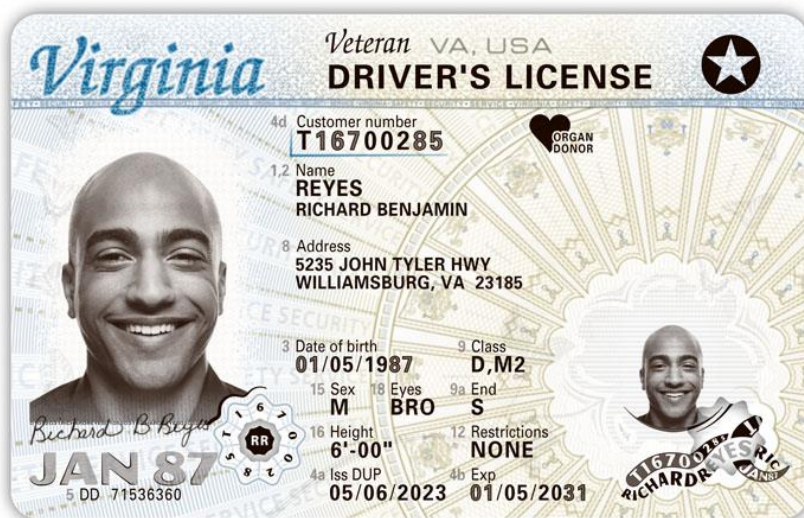 Virginia
Veteran VA, USA
DRIVER'S LICENSE
4d Customer number
T16700285
ORGAN
DONOR
1,2 Name
REYES
RICHARD BENJAMIN
8 Address
5235 JOHN TYLER HWY
WILLIAMSBURG, VA 23185
3 Date of birth 9 Class
01/05/1987 D,M2
15 Sex 18 Eyes 9a End
M BRO S
16 Height 12 Restrictions
6'-00" NONE
4a Iss DUP 4b Exp
05/06/2023 01/05/2031
Richard B Reyes
JAN 87
5 DD 71536360
RR
T16700285
T16700285
RICHARDREYES
JAN87